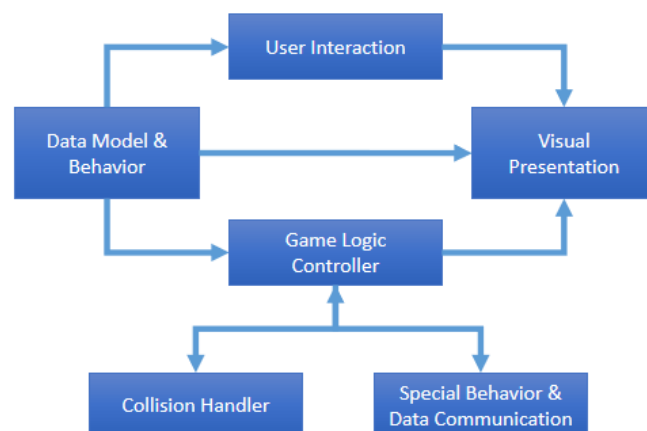 User Interaction
Data Model &
Behavior
Visual
Presentation
Game Logic
Controller
Collision Handler
Special Behavior &
Data Communication